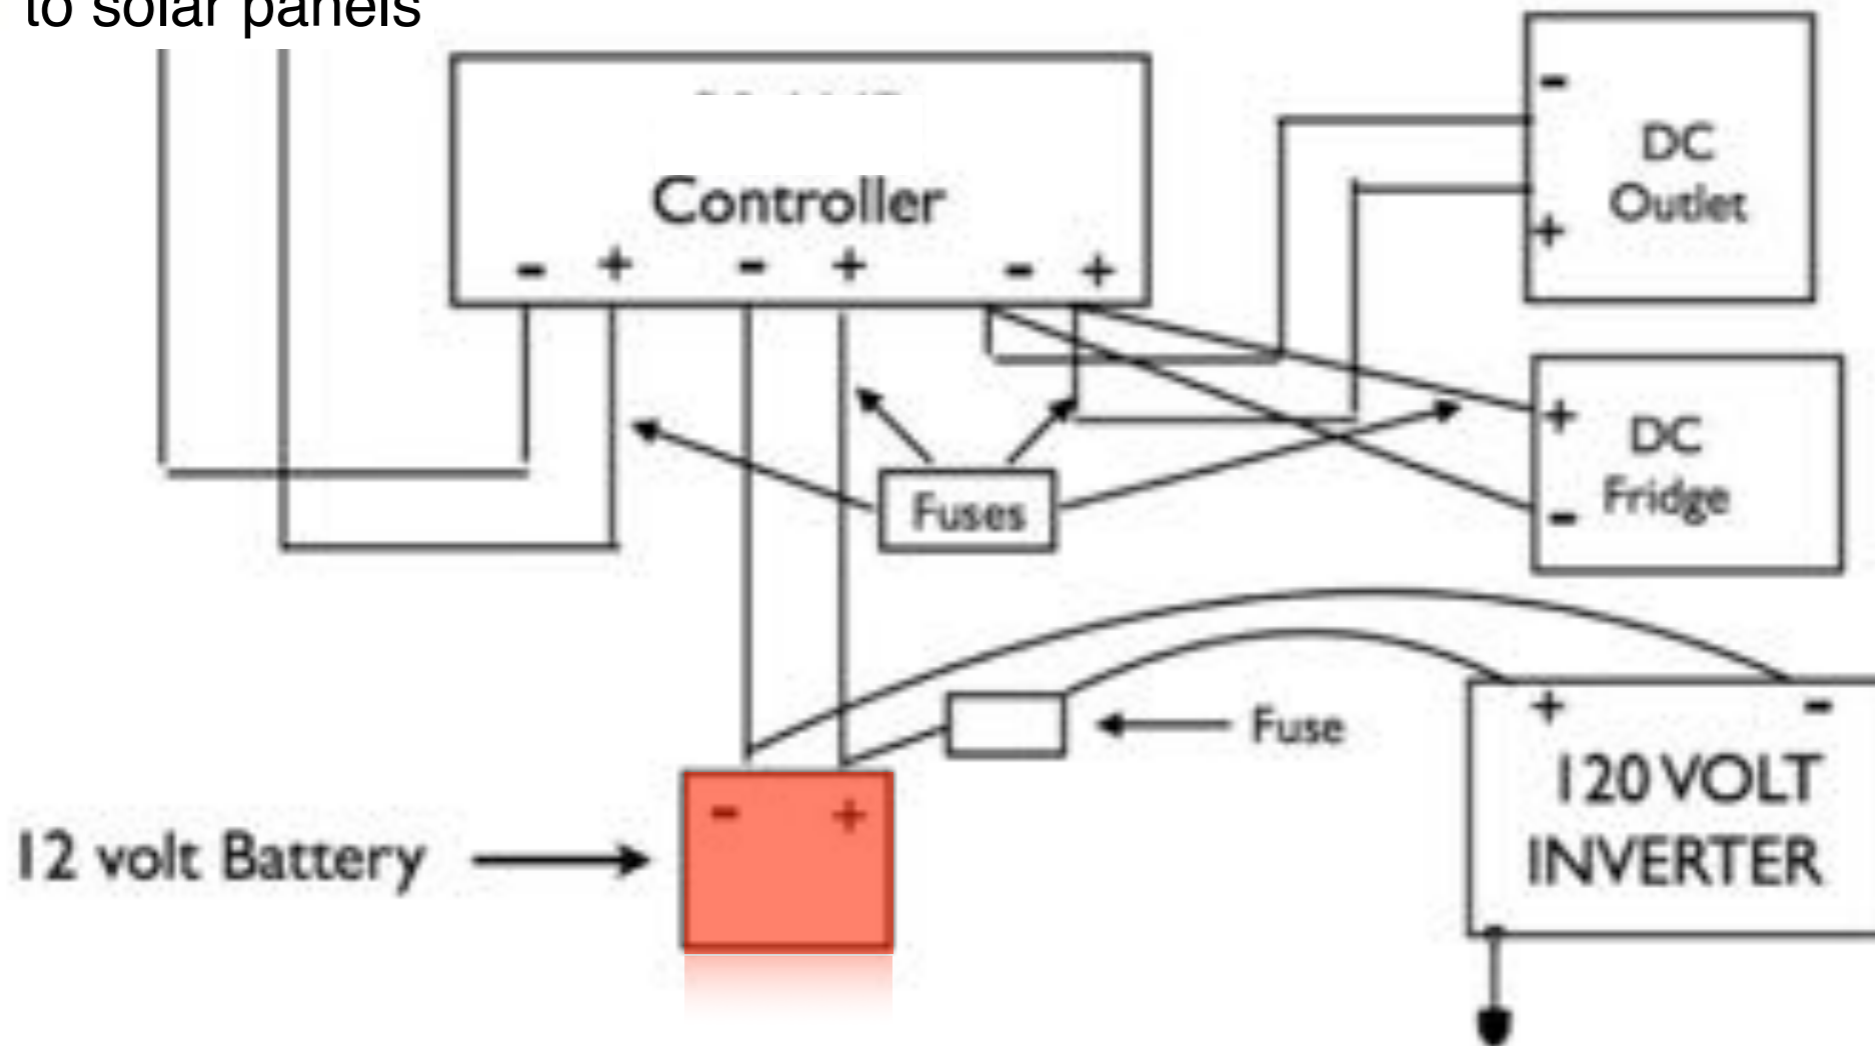 to solar panels
Controller
- + - + - +
-
DC
Outlet
+
+
DC
Fridge
-
Fuses
Fuse
+ -
120 VOLT
INVERTER
12 volt Battery
- +